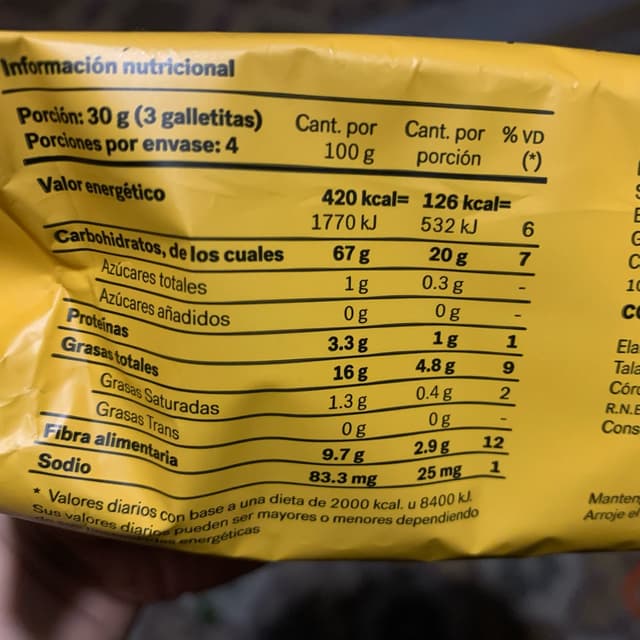 Información nutricional
Porción: 30 g (3 galletitas)
Porciones por envase: 4
Cant. por 100 g Cant. por porción % VD (*)
Valor energético 420 kcal= 1770 kJ 126 kcal= 532 kJ 6
Carbohidratos, de los cuales 67 g 20 g 7
Azúcares totales 1 g 0.3 g -
Azúcares añadidos 0 g 0 g -
Proteínas 3.3 g 1 g 1
Grasas totales 16 g 4.8 g 9
Grasas Saturadas 1.3 g 0.4 g 2
Grasas Trans 0 g 0 g -
Fibra alimentaria 9.7 g 2.9 g 12
Sodio 83.3 mg 25 mg 1
* Valores diarios con base a una dieta de 2000 kcal. u 8400 kJ.
Sus valores diarios pueden ser mayores o menores dependiendo
energéticas
Ela
Tala
Córd
R.N.E
Cons
Manten
Arroje el